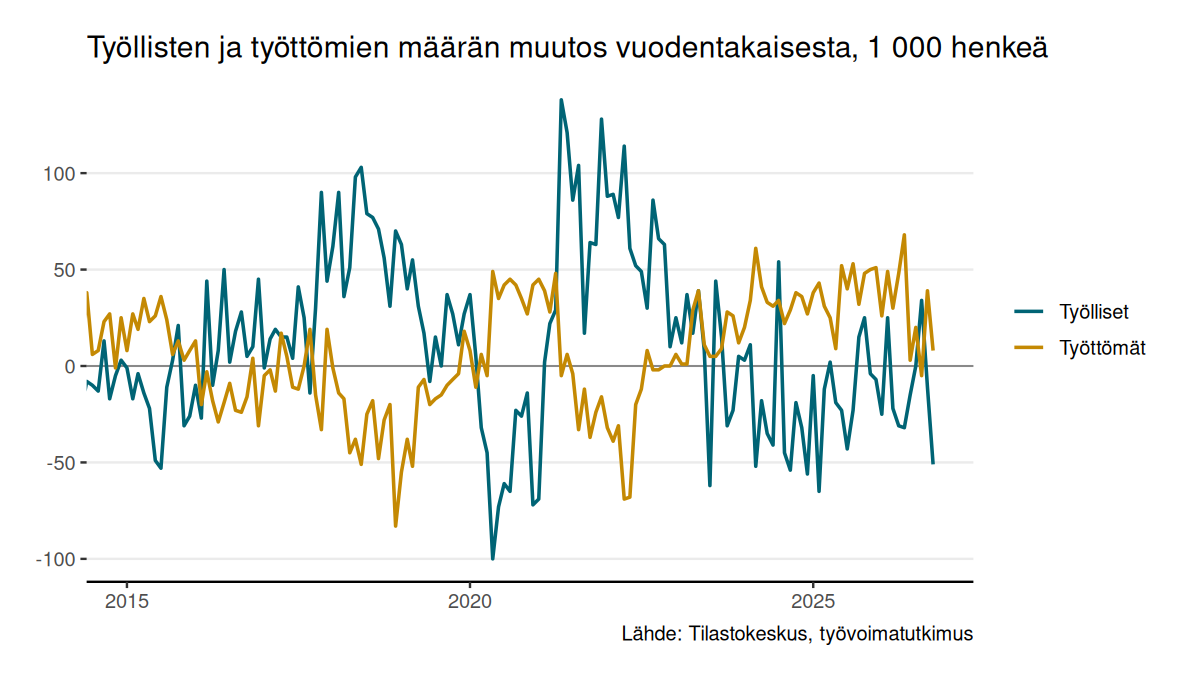 Työllisten ja työttömien määrän muutos vuodentakaisesta, 1 000 henkeä
100
50
0
-50
-100
2015
2020
2025
Työlliset
Työttömät
Lähde: Tilastokeskus, työvoimatutkimus